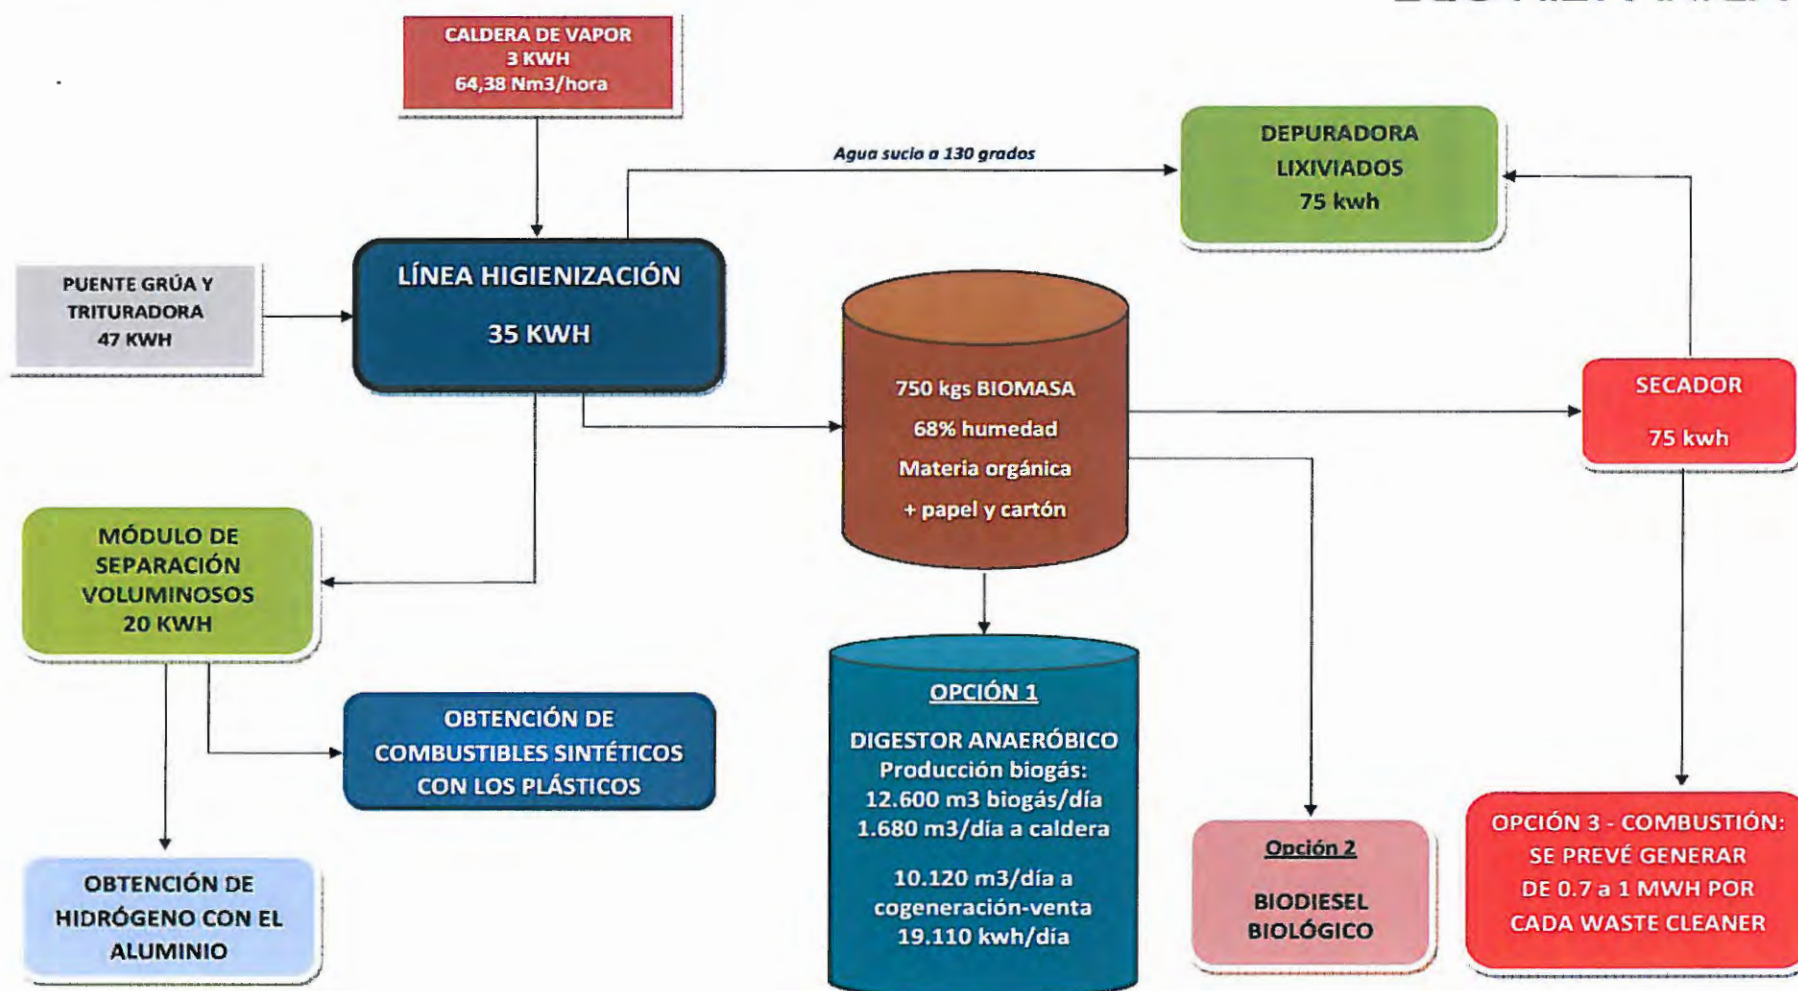 CALDERA DE VAPOR
3 KWH
64,38 Nm3/hora
Agua sucio a 130 grados
DEPURADORA
LIXIVIADOS
75 kwh
PUENTE GRÚA Y
TRITURADORA
47 KWH
LÍNEA HIGIENIZACIÓN
35 KWH
750 kgs BIOMASA
68% humedad
Materia orgánica
+ papel y cartón
SECADOR
75 kwh
MÓDULO DE
SEPARACIÓN
VOLUMINOSOS
20 KWH
OBTENCIÓN DE
COMBUSTIBLES SINTÉTICOS
CON LOS PLÁSTICOS
OPCIÓN 1
DIGESTOR ANAERÓBICO
Producción biogás:
12.600 m3 biogás/día
1.680 m3/día a caldera
10.120 m3/día a
cogeneración-venta
19.110 kwh/día
Opción 2
BIODIESEL
BIOLÓGICO
OPCIÓN 3 - COMBUSTIÓN:
SE PREVÉ GENERAR
DE 0.7 a 1 MWH POR
CADA WASTE CLEANER
OBTENCIÓN DE
HIDRÓGENO CON EL
ALUMINIO